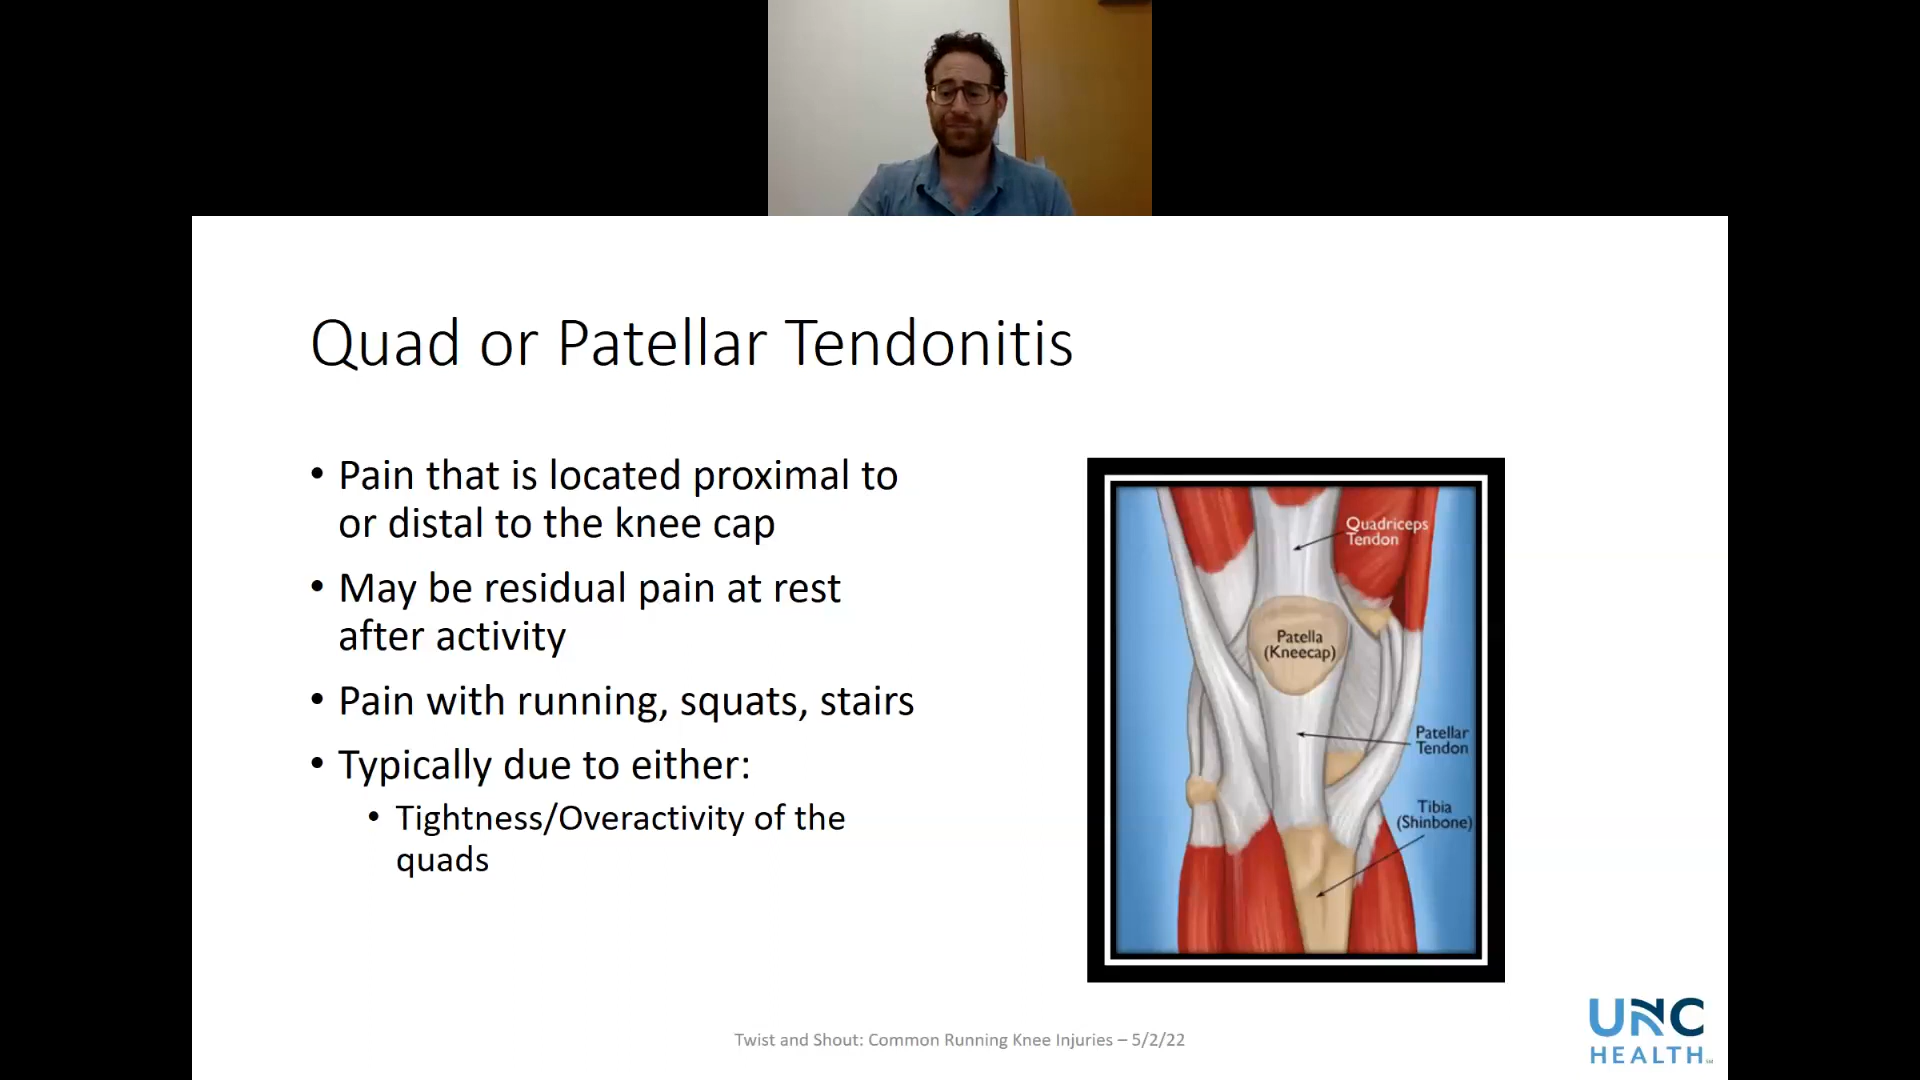 Quad or Patellar Tendonitis
• Pain that is located proximal to
or distal to the knee cap
• May be residual pain at rest
after activity
• Pain with running, squats, stairs
• Typically due to either:
• Tightness/Overactivity of the
quads
Quadriceps
Tendon
Patella
(Kneecap)
Patellar
Tendon
Tibia
(Shinbone)
Twist and Shout: Common Running Knee Injuries – 5/2/22
UNC
HEALTH